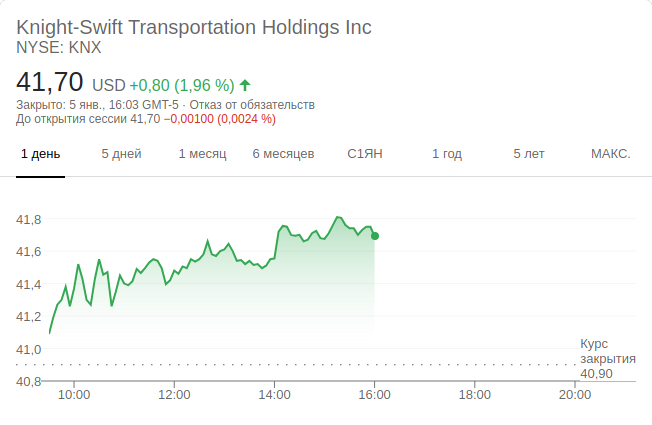 Knight-Swift Transportation Holdings Inc
NYSE: KNX
41,70 USD +0,80 (1,96 %)
Закрыто: 5 янв., 16:03 GMT-5 · Отказ от обязательств
До открытия сессии 41,70 −0,00100 (0,0024 %)
1 день 5 дней 1 месяц 6 месяцев С1ЯН 1 год 5 лет МАКС.
41,8
41,6
41,4
41,2
41,0
40,8
Курс
закрытия
40,90
10:00 12:00 14:00 16:00 18:00 20:00